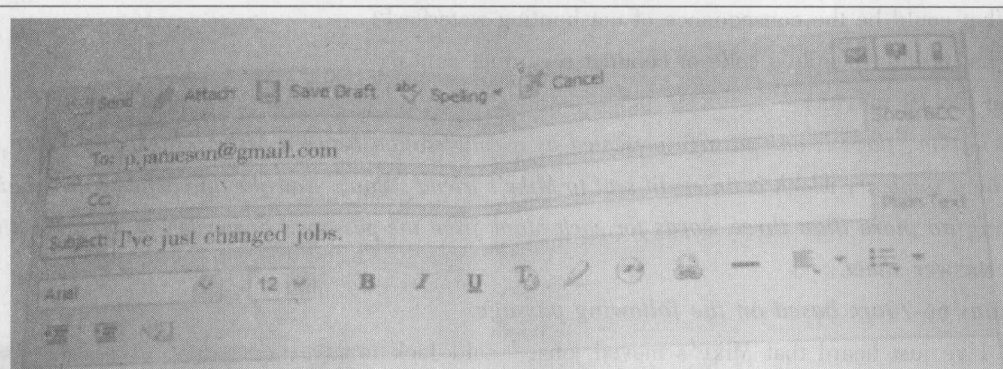 Send Attach Save Draft abc Spelling Cancel
Show BCC
To: p.jameson@gmail.com
Cc:
Plain Text
Subject: I've just changed jobs.
Arial 12 B I U T